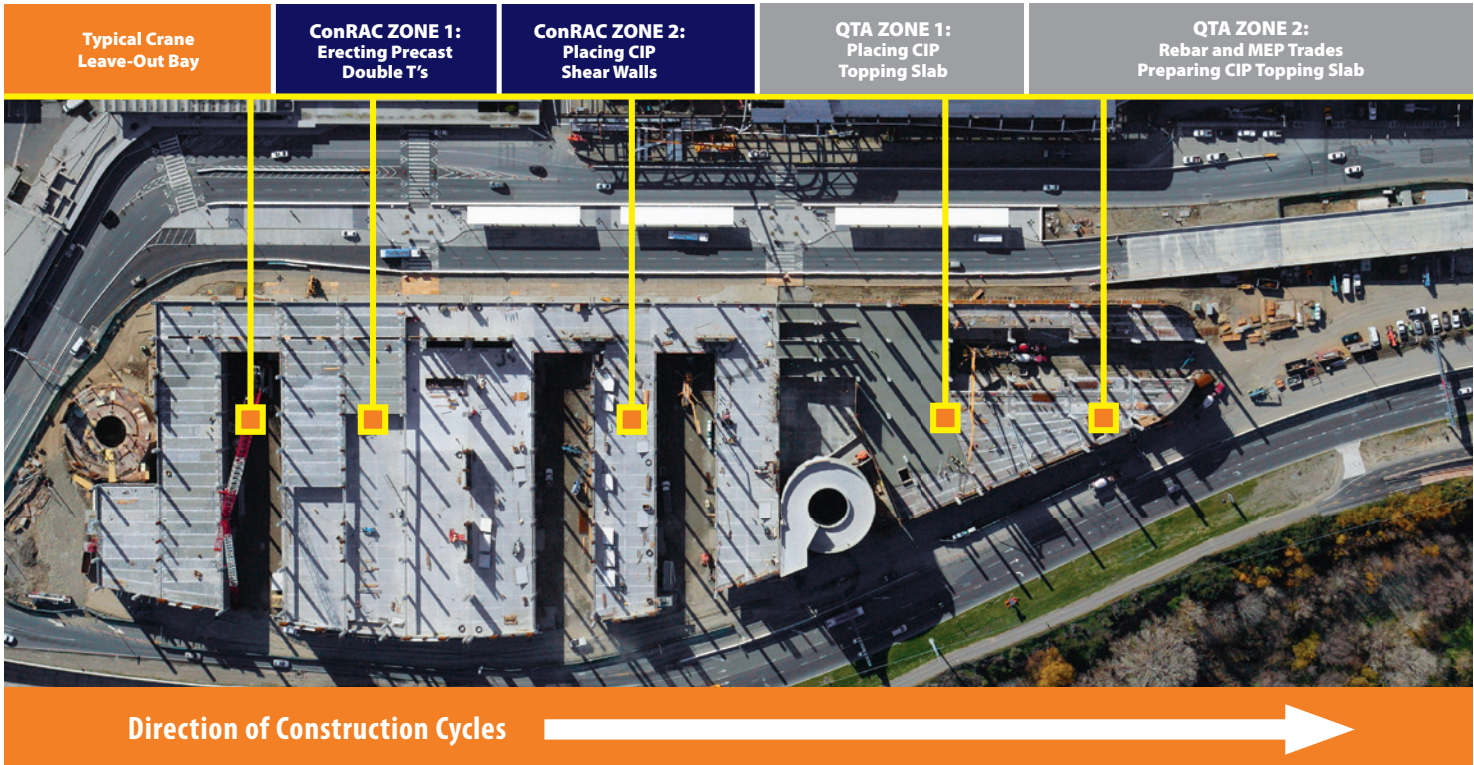 Typical Crane
Leave-Out Bay
ConRAC ZONE 1:
Erecting Precast
Double T's
ConRAC ZONE 2:
Placing CIP
Shear Walls
QTA ZONE 1:
Placing CIP
Topping Slab
QTA ZONE 2:
Rebar and MEP Trades
Preparing CIP Topping Slab
Direction of Construction Cycles